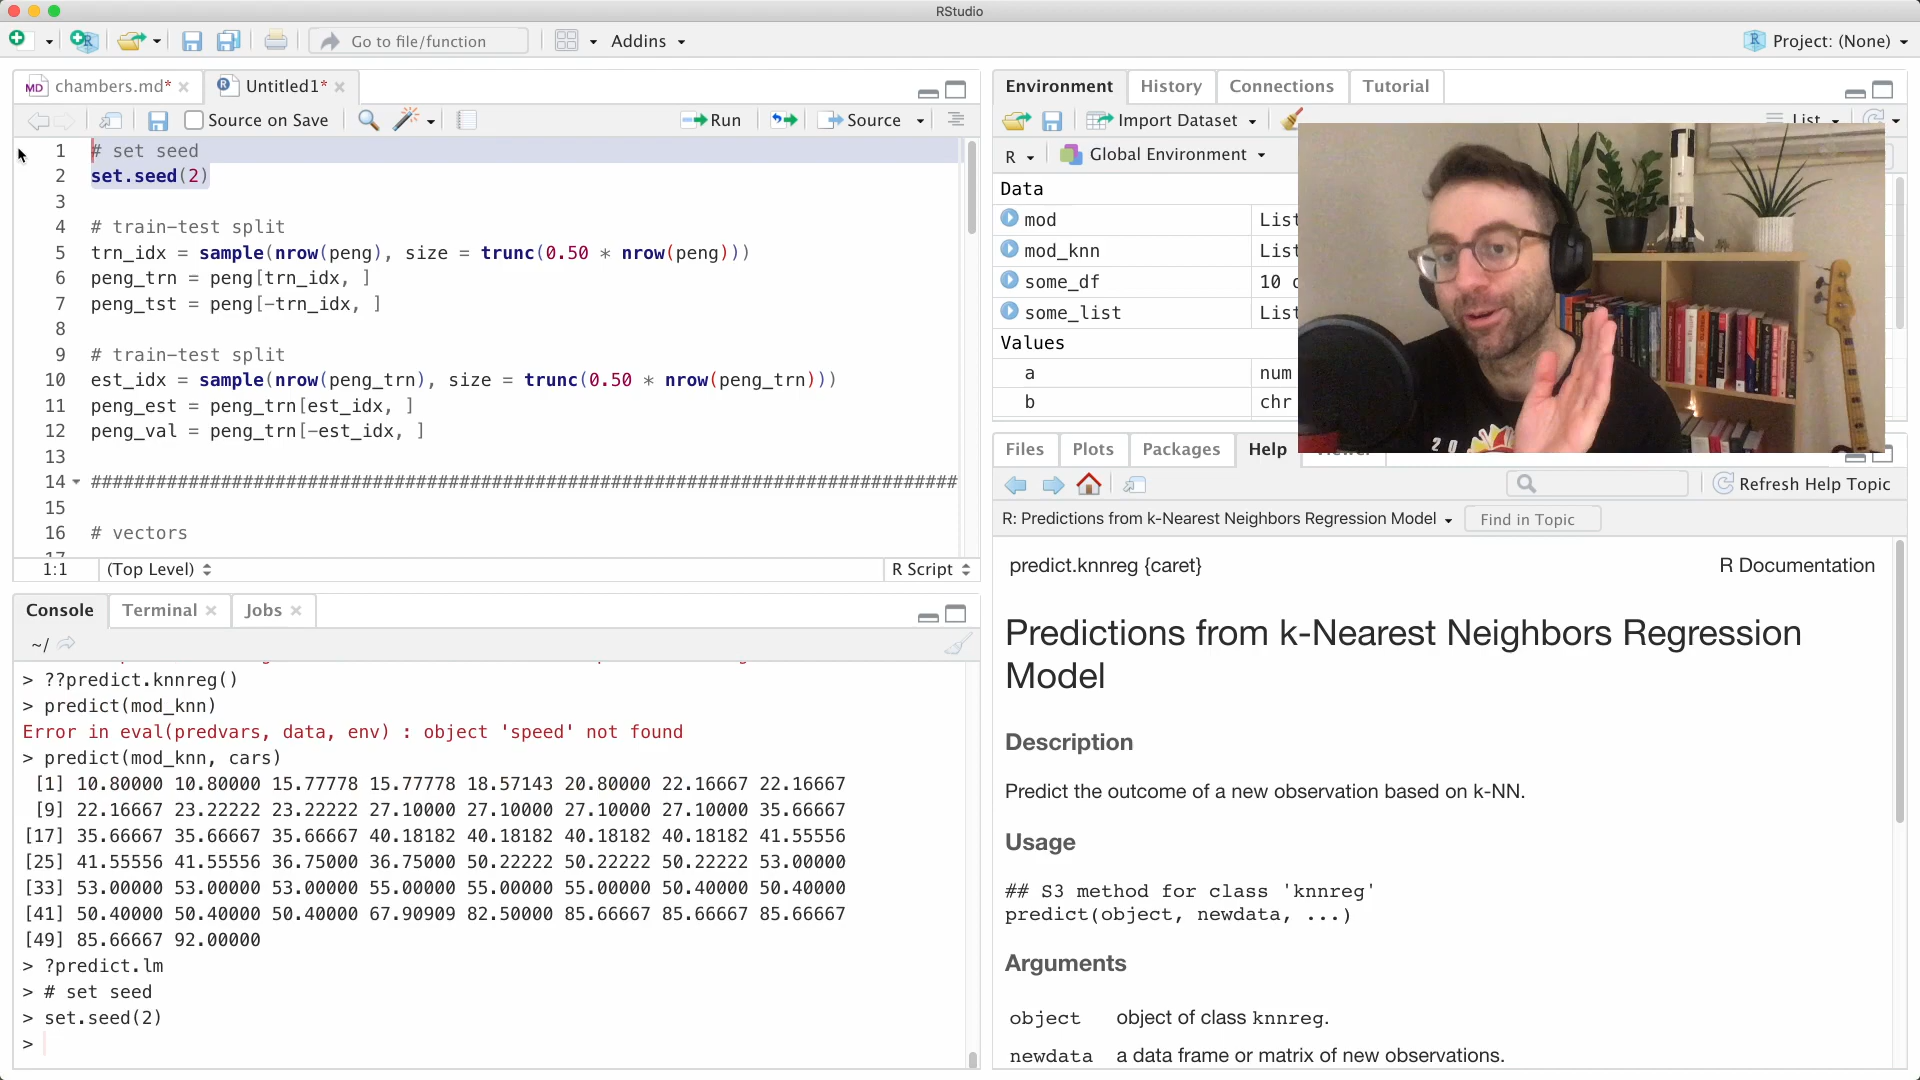 RStudio
Go to file/function
Addins
Project: (None)
MD chambers.md*
Untitled1*
Source on Save
Run
Source
1 # set seed
2 set.seed(2)
3
4 # train-test split
5 trn_idx = sample(nrow(peng), size = trunc(0.50 * nrow(peng)))
6 peng_trn = peng[trn_idx, ]
7 peng_tst = peng[-trn_idx, ]
8
9 # train-test split
10 est_idx = sample(nrow(peng_trn), size = trunc(0.50 * nrow(peng_trn)))
11 peng_est = peng_trn[est_idx, ]
12 peng_val = peng_trn[-est_idx, ]
13
14 ################################################################################
15
16 # vectors
17
1:1 (Top Level) R Script
Console Terminal Jobs
~/
> ??predict.knnreg()
> predict(mod_knn)
Error in eval(predvars, data, env) : object 'speed' not found
> predict(mod_knn, cars)
[1] 10.80000 10.80000 15.77778 15.77778 18.57143 20.80000 22.16667 22.16667
[9] 22.16667 23.22222 23.22222 27.10000 27.10000 27.10000 27.10000 35.66667
[17] 35.66667 35.66667 35.66667 40.18182 40.18182 40.18182 40.18182 41.55556
[25] 41.55556 41.55556 36.75000 36.75000 50.22222 50.22222 50.22222 53.00000
[33] 53.00000 53.00000 53.00000 55.00000 55.00000 55.00000 50.40000 50.40000
[41] 50.40000 50.40000 50.40000 67.90909 82.50000 85.66667 85.66667 85.66667
[49] 85.66667 92.00000
> ?predict.lm
> # set seed
> set.seed(2)
>
Environment History Connections Tutorial
Import Dataset
List
R Global Environment
Data
mod List
mod_knn List
some_df 10
some_list List
Values
a num
b chr
Files Plots Packages Help Viewer
Refresh Help Topic
R: Predictions from k-Nearest Neighbors Regression Model
Find in Topic
predict.knnreg {caret}
R Documentation
Predictions from k-Nearest Neighbors Regression
Model
Description
Predict the outcome of a new observation based on k-NN.
Usage
## S3 method for class 'knnreg'
predict(object, newdata, ...)
Arguments
object object of class knnreg.
newdata a data frame or matrix of new observations.